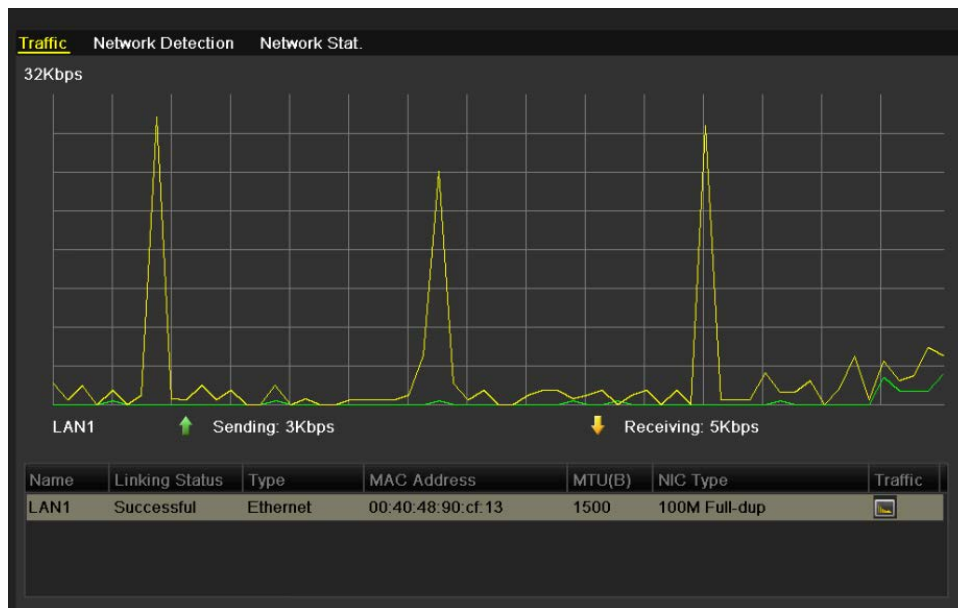 Traffic Network Detection Network Stat.
32Kbps
LAN1 Sending: 3Kbps Receiving: 5Kbps
Name Linking Status Type MAC Address MTU(B) NIC Type Traffic
LAN1 Successful Ethernet 00:40:48:90:cf:13 1500 100M Full-dup